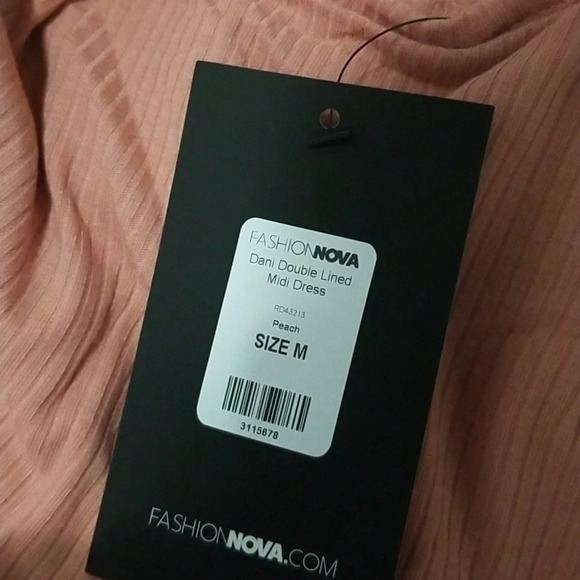 FASHIONNOVA
Dani Double Lined
Midi Dress
RD43213
Peach
SIZE M
3115678
FASHIONNOVA.COM